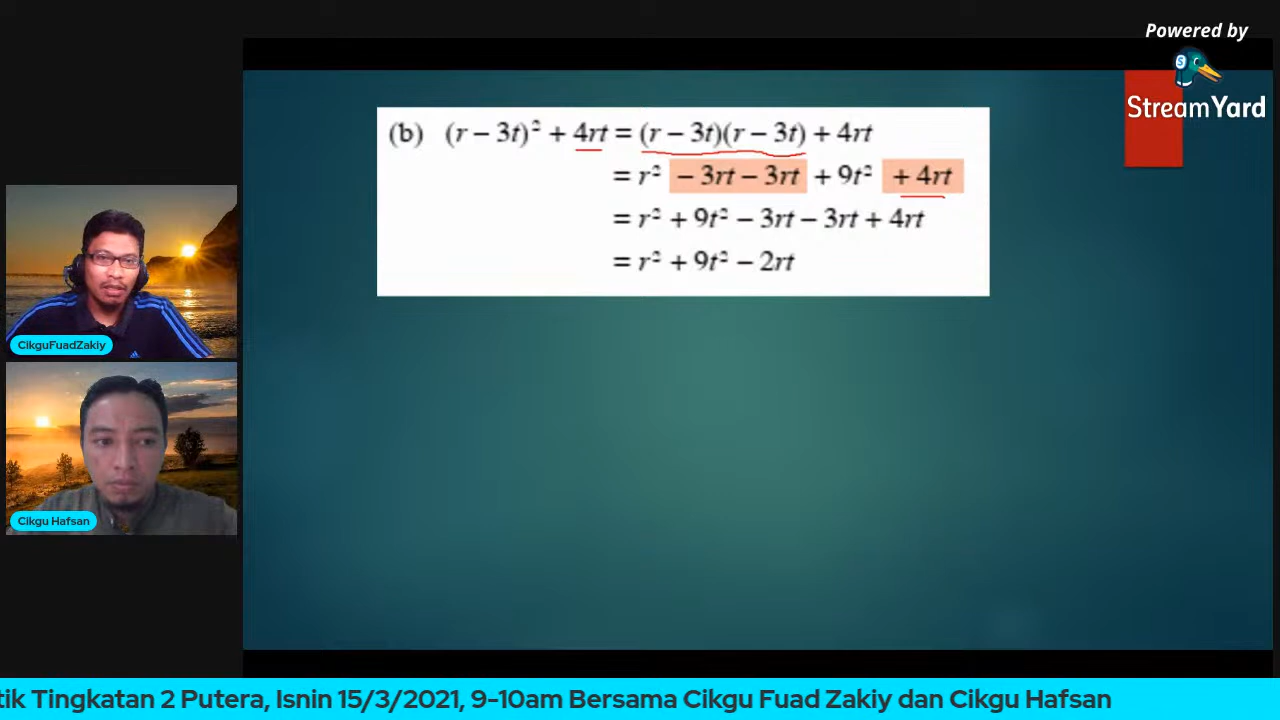 Powered by
S
StreamYard
(b) (r − 3t)² + 4rt = (r − 3t)(r − 3t) + 4rt
= r² − 3rt − 3rt + 9t² + 4rt
= r² + 9t² − 3rt − 3rt + 4rt
= r² + 9t² − 2rt
CikguFuadZakiy
Cikgu Hafsan
tik Tingkatan 2 Putera, Isnin 15/3/2021, 9-10am Bersama Cikgu Fuad Zakiy dan Cikgu Hafsan